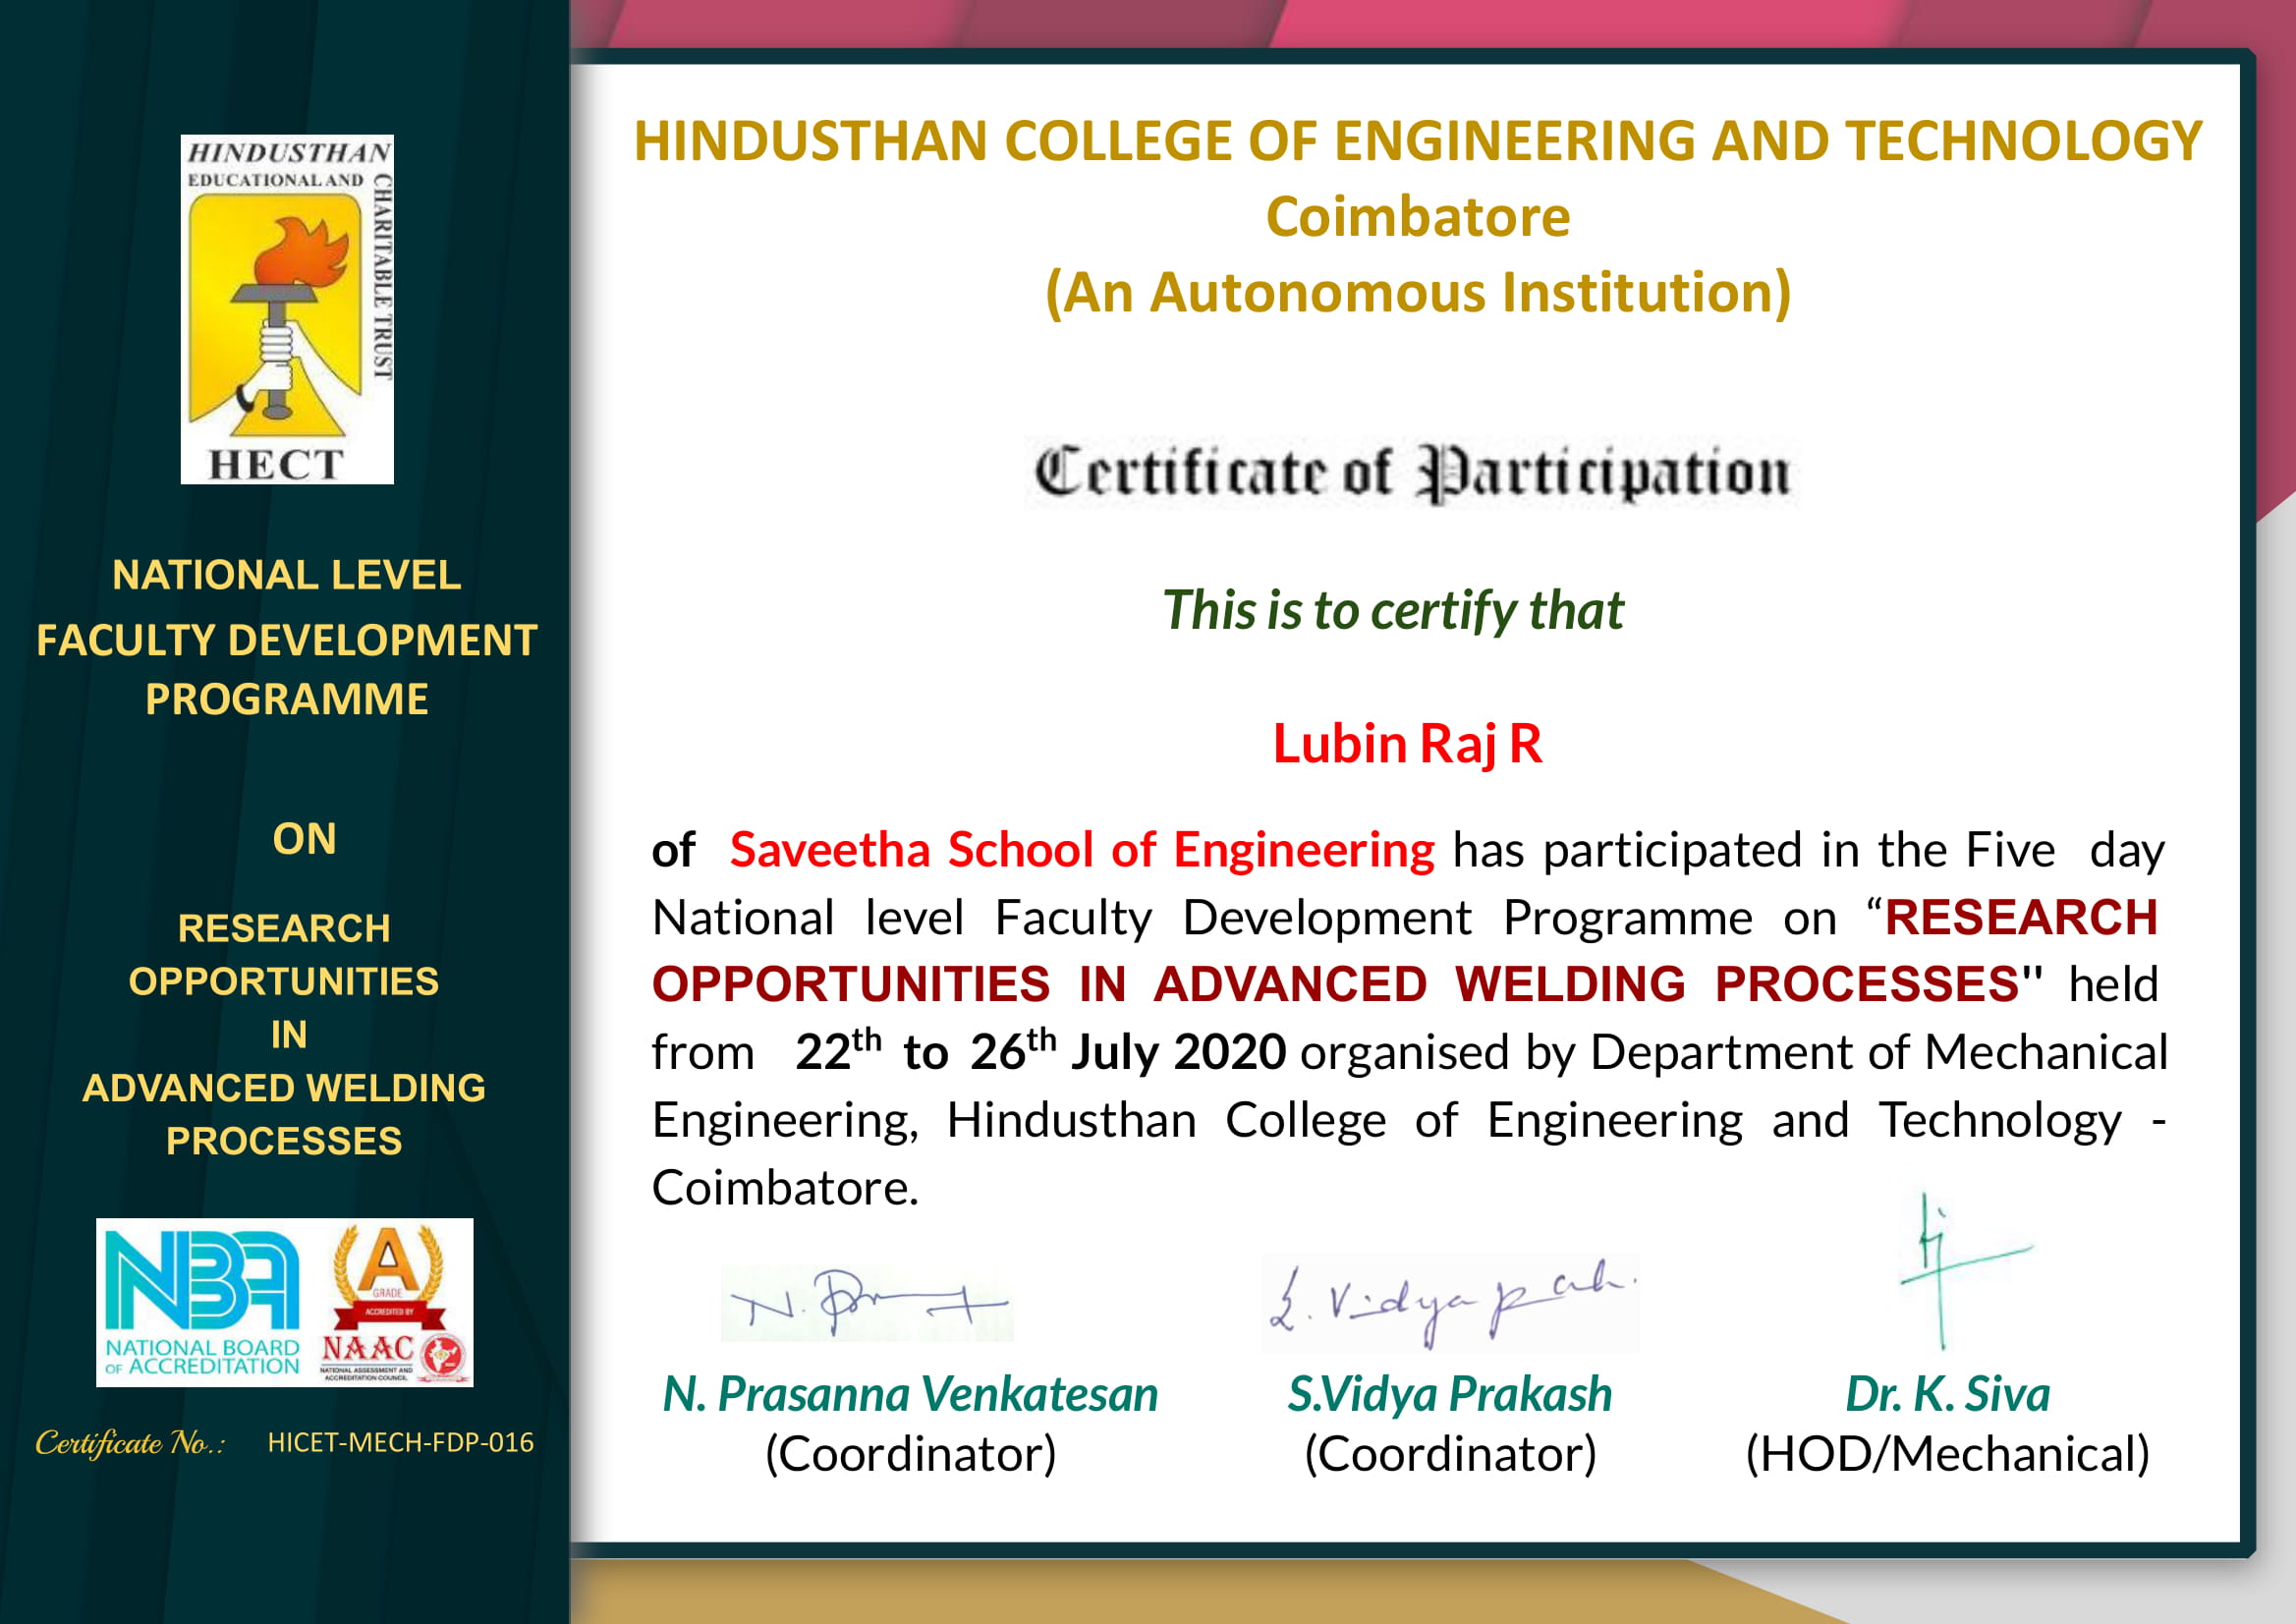 HINDUSTHAN
EDUCATIONAL AND
CHARITABLE TRUST
HECT
NATIONAL LEVEL
FACULTY DEVELOPMENT
PROGRAMME
ON
RESEARCH
OPPORTUNITIES
IN
ADVANCED WELDING
PROCESSES
NBA
NATIONAL BOARD
OF ACCREDITATION
A
GRADE
ACCREDITED BY
NAAC
NATIONAL ASSESSMENT AND
ACCREDITATION COUNCIL
Certificate No.: HICET-MECH-FDP-016
HINDUSTHAN COLLEGE OF ENGINEERING AND TECHNOLOGY
Coimbatore
(An Autonomous Institution)
Certificate of Participation
This is to certify that
Lubin Raj R
of Saveetha School of Engineering has participated in the Five day
National level Faculty Development Programme on “RESEARCH
OPPORTUNITIES IN ADVANCED WELDING PROCESSES" held
from 22th to 26th July 2020 organised by Department of Mechanical
Engineering, Hindusthan College of Engineering and Technology -
Coimbatore.
S. Vidya
N. Prasanna Venkatesan
S.Vidya Prakash
Dr. K. Siva
(Coordinator)
(Coordinator)
(HOD/Mechanical)